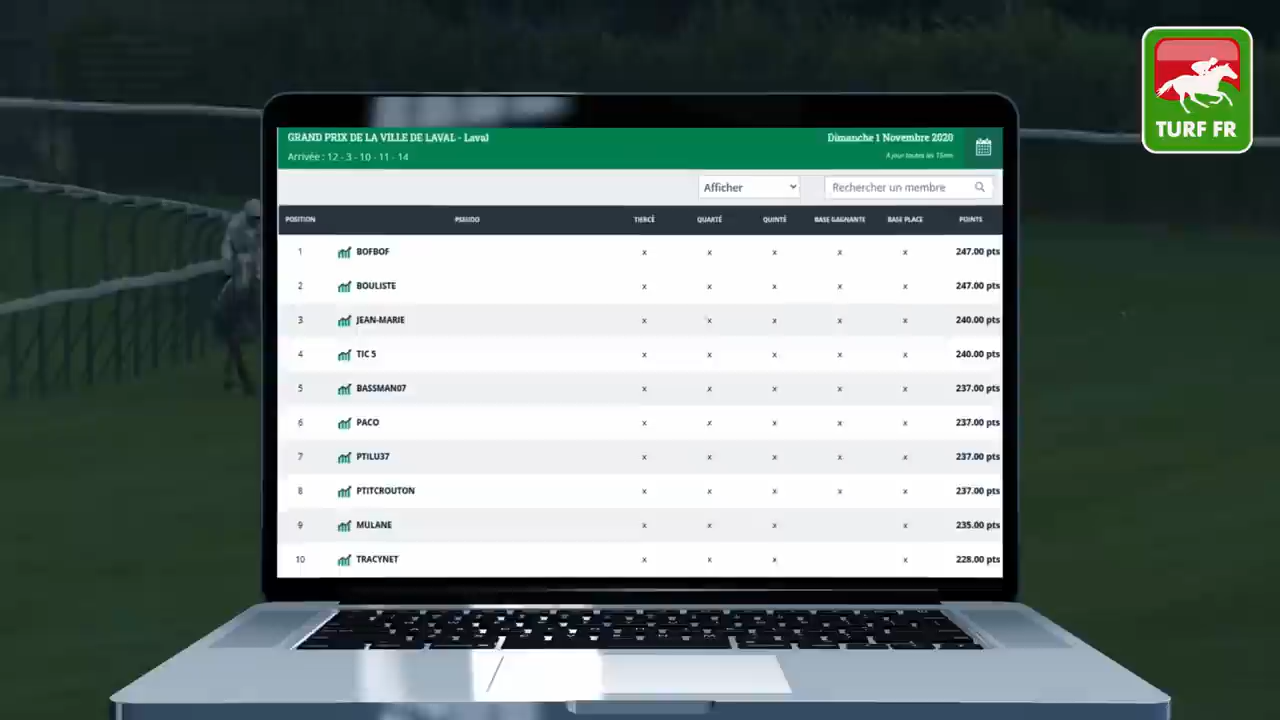 TURF FR
GRAND PRIX DE LA VILLE DE LAVAL - Laval
Dimanche 1 Novembre 2020
Arrivée : 12 - 3 - 10 - 11 - 14
A jour toutes les 15mn
Afficher
Rechercher un membre
POSITION PSEUDO TIERCÉ QUARTÉ QUINTÉ BASE GAGNANTE BASE PLACE POINTS
1 BOFBOF x x x x x 247.00 pts
2 BOULISTE x x x x x 247.00 pts
3 JEAN-MARIE x x x x x 240.00 pts
4 TIC 5 x x x x x 240.00 pts
5 BASSMAN07 x x x x x 237.00 pts
6 PACO x x x x x 237.00 pts
7 PTILU37 x x x x x 237.00 pts
8 PTITCROUTON x x x x x 237.00 pts
9 MULANE x x x x 235.00 pts
10 TRACYNET x x x x 228.00 pts